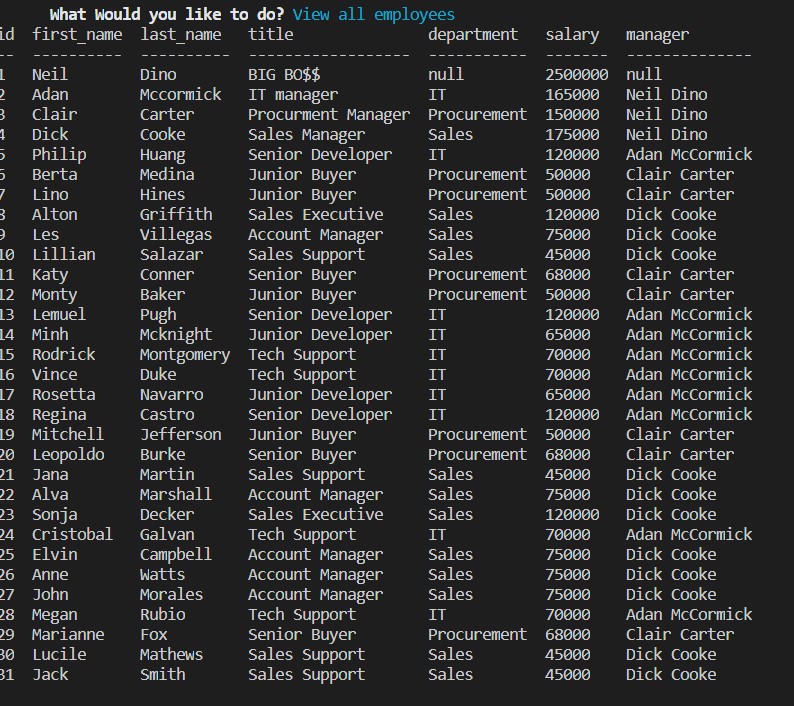 What Would you like to do? View all employees
id first_name last_name title department salary manager
-- ---------- ---------- ------------------ ----------- ------- --------------
1 Neil Dino BIG BO$$ null 2500000 null
2 Adan Mccormick IT manager IT 165000 Neil Dino
3 Clair Carter Procurment Manager Procurement 150000 Neil Dino
4 Dick Cooke Sales Manager Sales 175000 Neil Dino
5 Philip Huang Senior Developer IT 120000 Adan McCormick
6 Berta Medina Junior Buyer Procurement 50000 Clair Carter
7 Lino Hines Junior Buyer Procurement 50000 Clair Carter
8 Alton Griffith Sales Executive Sales 120000 Dick Cooke
9 Les Villegas Account Manager Sales 75000 Dick Cooke
10 Lillian Salazar Sales Support Sales 45000 Dick Cooke
11 Katy Conner Senior Buyer Procurement 68000 Clair Carter
12 Monty Baker Junior Buyer Procurement 50000 Clair Carter
13 Lemuel Pugh Senior Developer IT 120000 Adan McCormick
14 Minh Mcknight Junior Developer IT 65000 Adan McCormick
15 Rodrick Montgomery Tech Support IT 70000 Adan McCormick
16 Vince Duke Tech Support IT 70000 Adan McCormick
17 Rosetta Navarro Junior Developer IT 65000 Adan McCormick
18 Regina Castro Senior Developer IT 120000 Adan McCormick
19 Mitchell Jefferson Junior Buyer Procurement 50000 Clair Carter
20 Leopoldo Burke Senior Buyer Procurement 68000 Clair Carter
21 Jana Martin Sales Support Sales 45000 Dick Cooke
22 Alva Marshall Account Manager Sales 75000 Dick Cooke
23 Sonja Decker Sales Executive Sales 120000 Dick Cooke
24 Cristobal Galvan Tech Support IT 70000 Adan McCormick
25 Elvin Campbell Account Manager Sales 75000 Dick Cooke
26 Anne Watts Account Manager Sales 75000 Dick Cooke
27 John Morales Account Manager Sales 75000 Dick Cooke
28 Megan Rubio Tech Support IT 70000 Adan McCormick
29 Marianne Fox Senior Buyer Procurement 68000 Clair Carter
30 Lucile Mathews Sales Support Sales 45000 Dick Cooke
31 Jack Smith Sales Support Sales 45000 Dick Cooke